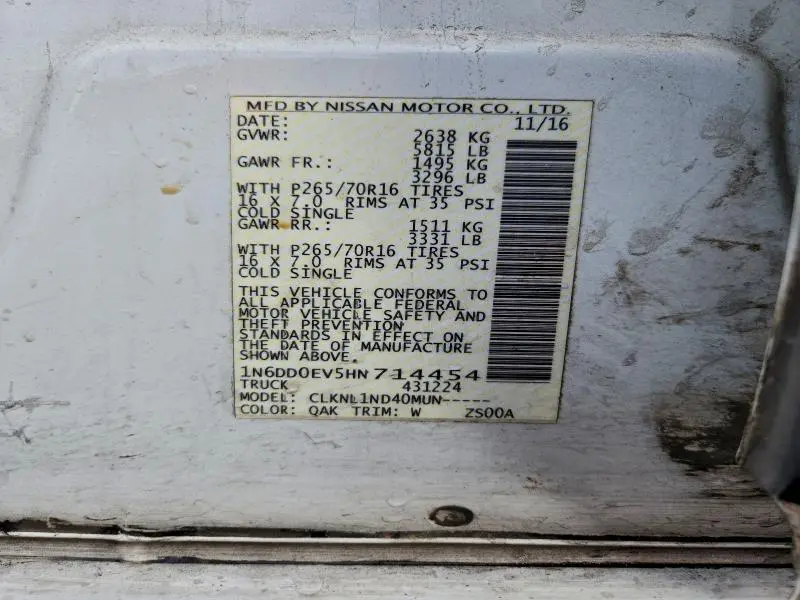 MFD BY NISSAN MOTOR CO., LTD.
DATE: 11/16
GVWR: 2638 KG
5815 LB
GAWR FR.: 1495 KG
3296 LB
WITH P265/70R16 TIRES
16 X 7.0 RIMS AT 35 PSI
COLD SINGLE
GAWR RR.: 1511 KG
3331 LB
WITH P265/70R16 TIRES
16 X 7.0 RIMS AT 35 PSI
COLD SINGLE
THIS VEHICLE CONFORMS TO
ALL APPLICABLE FEDERAL
MOTOR VEHICLE SAFETY AND
THEFT PREVENTION
STANDARDS IN EFFECT ON
THE DATE OF MANUFACTURE
SHOWN ABOVE.
1N6DD0EV5HN714454
TRUCK 431224
MODEL: CLKNL1ND40MUN-----
COLOR: QAK TRIM: W ZS00A